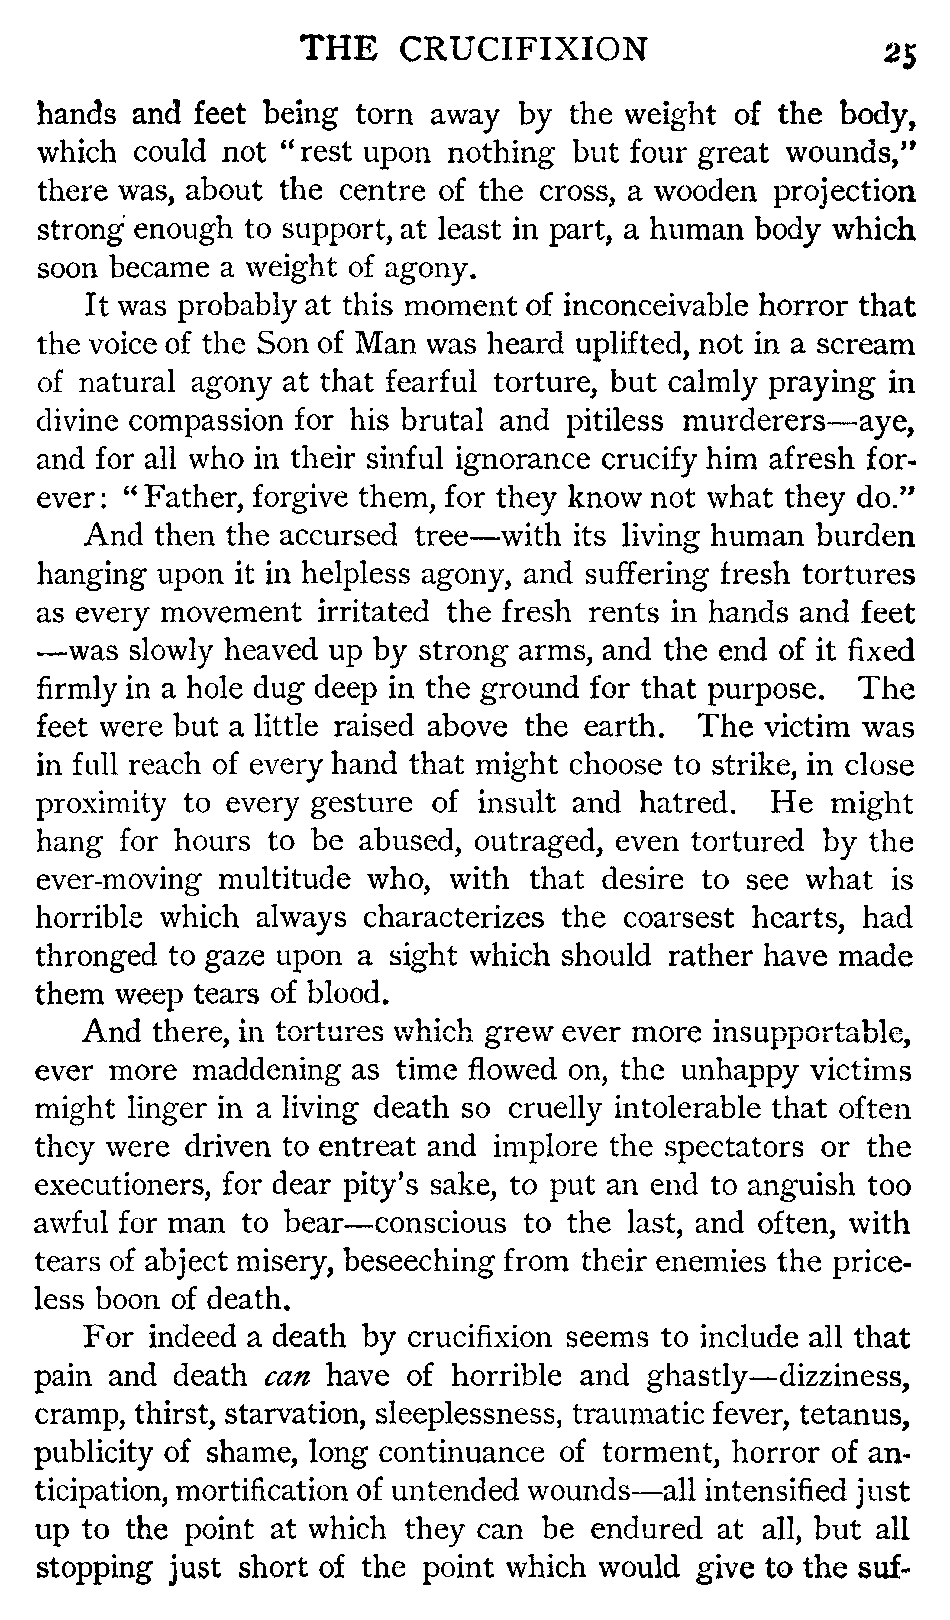 THE CRUCIFIXION 25
hands and feet being torn away by the weight of the body,
which could not "rest upon nothing but four great wounds,"
there was, about the centre of the cross, a wooden projection
strong enough to support, at least in part, a human body which
soon became a weight of agony.
It was probably at this moment of inconceivable horror that
the voice of the Son of Man was heard uplifted, not in a scream
of natural agony at that fearful torture, but calmly praying in
divine compassion for his brutal and pitiless murderers—aye,
and for all who in their sinful ignorance crucify him afresh for-
ever: "Father, forgive them, for they know not what they do."
And then the accursed tree—with its living human burden
hanging upon it in helpless agony, and suffering fresh tortures
as every movement irritated the fresh rents in hands and feet
—was slowly heaved up by strong arms, and the end of it fixed
firmly in a hole dug deep in the ground for that purpose. The
feet were but a little raised above the earth. The victim was
in full reach of every hand that might choose to strike, in close
proximity to every gesture of insult and hatred. He might
hang for hours to be abused, outraged, even tortured by the
ever-moving multitude who, with that desire to see what is
horrible which always characterizes the coarsest hearts, had
thronged to gaze upon a sight which should rather have made
them weep tears of blood.
And there, in tortures which grew ever more insupportable,
ever more maddening as time flowed on, the unhappy victims
might linger in a living death so cruelly intolerable that often
they were driven to entreat and implore the spectators or the
executioners, for dear pity's sake, to put an end to anguish too
awful for man to bear—conscious to the last, and often, with
tears of abject misery, beseeching from their enemies the price-
less boon of death.
For indeed a death by crucifixion seems to include all that
pain and death can have of horrible and ghastly—dizziness,
cramp, thirst, starvation, sleeplessness, traumatic fever, tetanus,
publicity of shame, long continuance of torment, horror of an-
ticipation, mortification of untended wounds—all intensified just
up to the point at which they can be endured at all, but all
stopping just short of the point which would give to the suf-